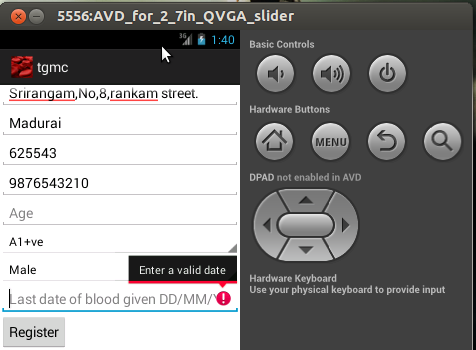 5556:AVD_for_2_7in_QVGA_slider
3G 1:40
tgmc
Srirangam,No,8,rankam street.
Madurai
625543
9876543210
Age
A1+ve
Male
Enter a valid date
Last date of blood given DD/MM/Y
Register
Basic Controls
Hardware Buttons
MENU
DPAD not enabled in AVD
Hardware Keyboard
Use your physical keyboard to provide input